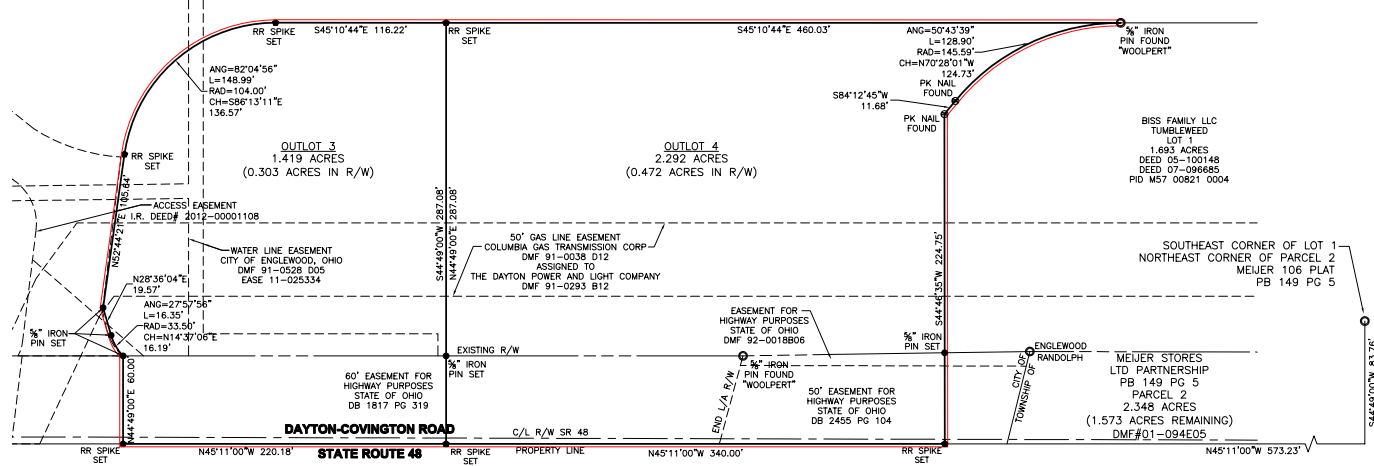 RR SPIKE
SET
S45°10'44"E 116.22'
RR SPIKE
SET
S45°10'44"E 460.03'
ANG=50°43'39"
L=128.90'
RAD=145.59'
CH=N70°28'01"W
124.73'
⅝" IRON
PIN FOUND
"WOOLPERT"
ANG=82°04'56"
L=148.99'
RAD=104.00'
CH=S86°13'11"E
136.57'
PK NAIL
FOUND
S84°12'45"W
11.68'
PK NAIL
FOUND
OUTLOT 3
1.419 ACRES
(0.303 ACRES IN R/W)
OUTLOT 4
2.292 ACRES
(0.472 ACRES IN R/W)
BISS FAMILY LLC
TUMBLEWEED
LOT 1
1.693 ACRES
DEED 05-100148
DEED 07-096685
PID M57 00821 0004
RR SPIKE
SET
N52°44'21"E 105.64'
ACCESS EASEMENT
I.R. DEED# 2012-00001108
S44°49'00"W 287.08'
N44°49'00"E 287.08'
WATER LINE EASEMENT
CITY OF ENGLEWOOD, OHIO
DMF 91-0528 D05
EASE 11-025334
50' GAS LINE EASEMENT
COLUMBIA GAS TRANSMISSION CORP
DMF 91-0038 D12
ASSIGNED TO
THE DAYTON POWER AND LIGHT COMPANY
DMF 91-0293 B12
S44°46'35"W 224.75'
SOUTHEAST CORNER OF LOT 1
NORTHEAST CORNER OF PARCEL 2
MEIJER 106 PLAT
PB 149 PG 5
N28°36'04"E
19.57'
ANG=27°57'56"
L=16.35'
RAD=33.50'
CH=N14°37'06"E
16.19'
⅝" IRON
PIN SET
EASEMENT FOR
HIGHWAY PURPOSES
STATE OF OHIO
DMF 92-0018B06
⅝" IRON
PIN SET
EXISTING R/W
⅝" IRON
PIN SET
⅝" IRON
PIN FOUND
"WOOLPERT"
ENGLEWOOD
RANDOLPH
CITY OF
TOWNSHIP OF
MEIJER STORES
LTD PARTNERSHIP
PB 149 PG 5
PARCEL 2
2.348 ACRES
(1.573 ACRES REMAINING)
DMF#01-094E05
S44°49'00"W 83.76'
N44°49'00"E 60.00'
60' EASEMENT FOR
HIGHWAY PURPOSES
STATE OF OHIO
DB 1817 PG 319
END L/A R/W
50' EASEMENT FOR
HIGHWAY PURPOSES
STATE OF OHIO
DB 2455 PG 104
DAYTON-COVINGTON ROAD
C/L R/W SR 48
RR SPIKE
SET
N45°11'00"W 220.18'
STATE ROUTE 48
RR SPIKE
SET
PROPERTY LINE
N45°11'00"W 340.00'
RR SPIKE
SET
N45°11'00"W 573.23'